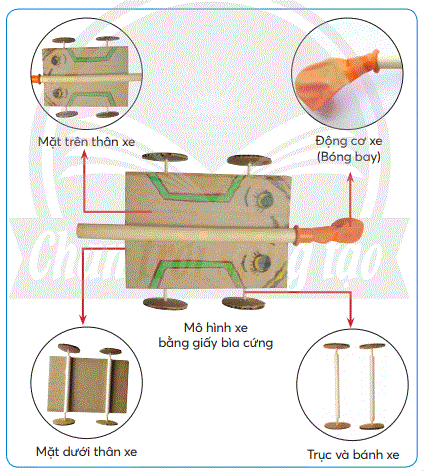 Mặt trên thân xe
Động cơ xe
(Bóng bay)
Mô hình xe
bằng giấy bìa cứng
Mặt dưới thân xe
Trục và bánh xe